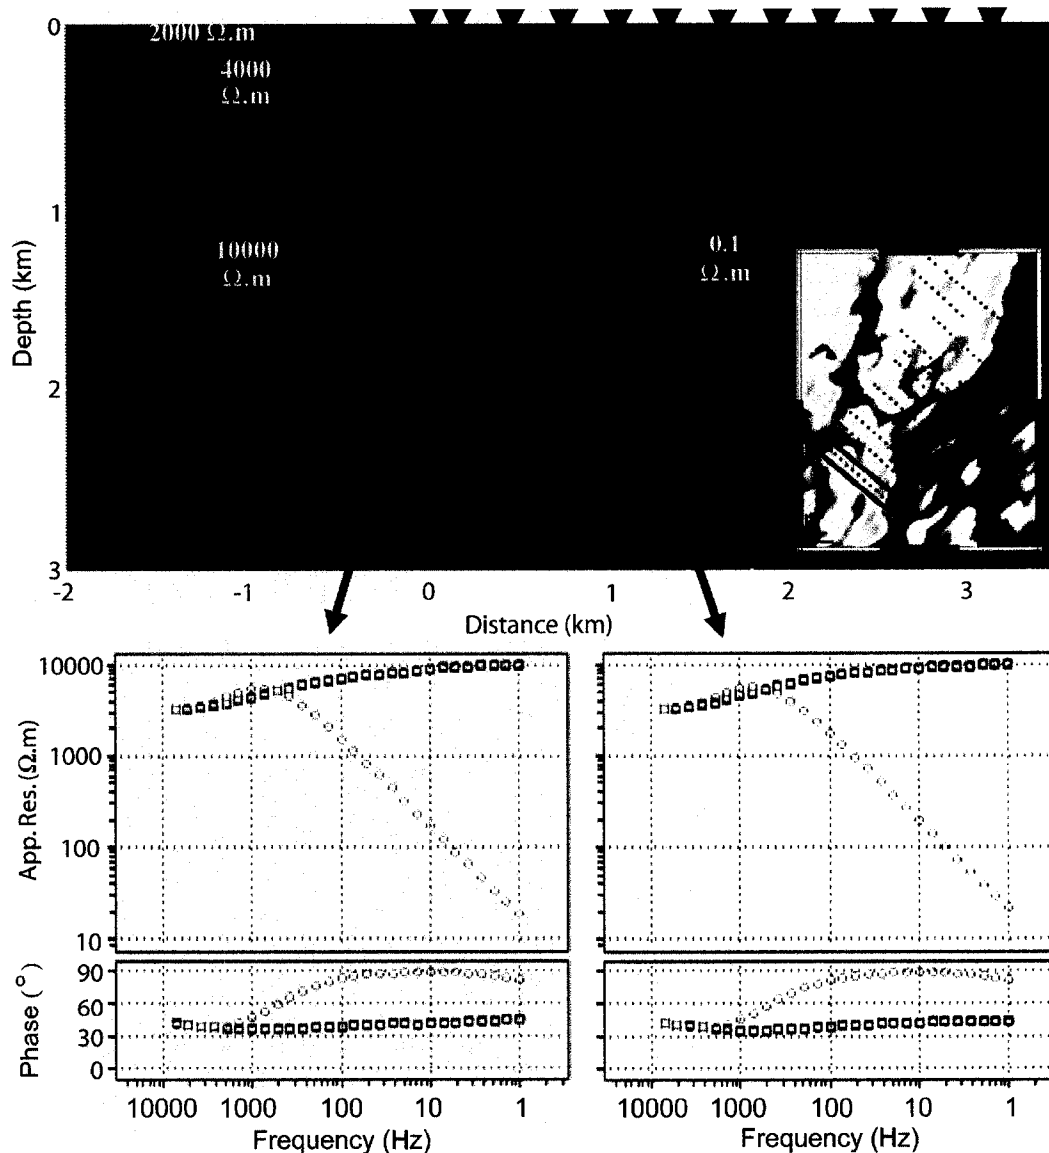 0
2000 Ω.m
4000
Ω.m
1
10000
Ω.m
0.1
Ω.m
Depth (km)
2
3
-2 -1 0 1 2 3
Distance (km)
10000
1000
100
10
App. Res. (Ω.m)
90
60
30
0
Phase (°)
10000 1000 100 10 1
Frequency (Hz)
10000 1000 100 10 1
Frequency (Hz)